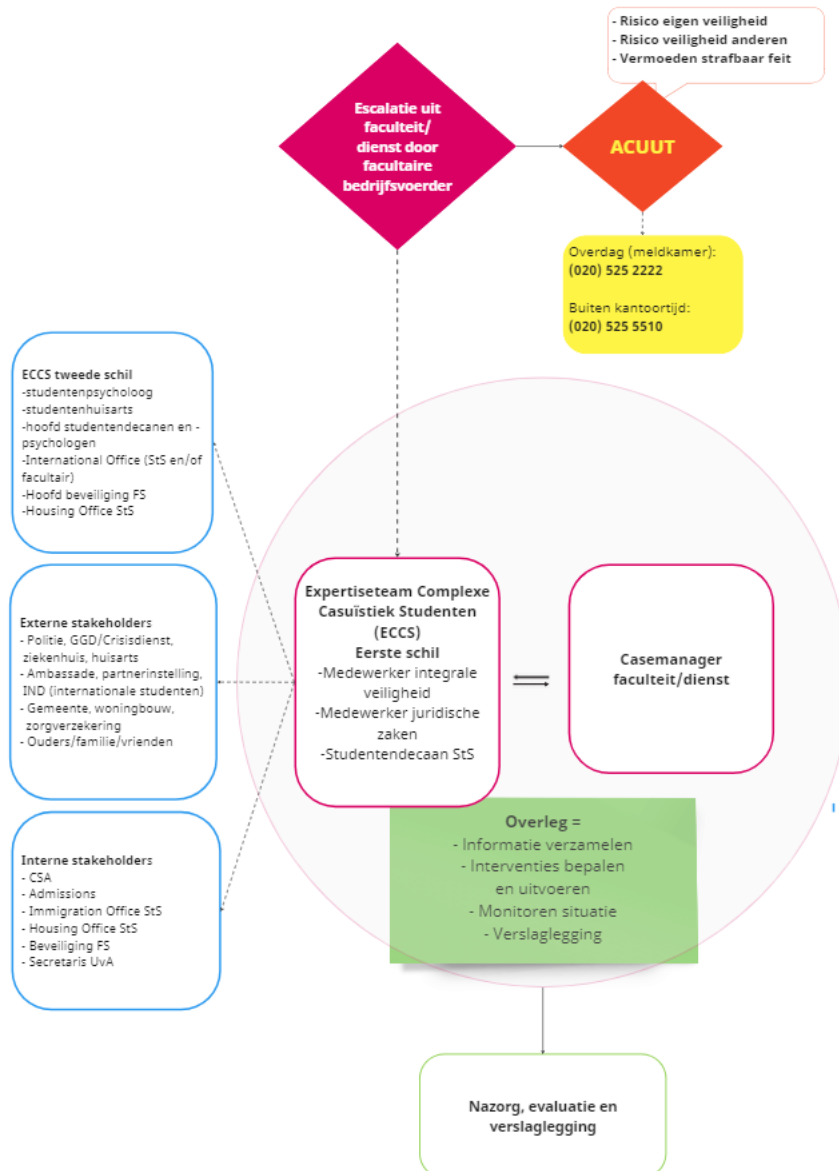 - Risico eigen veiligheid
- Risico veiligheid anderen
- Vermoeden strafbaar feit
Escalatie uit
faculteit/
dienst door
facultaire
bedrijfsvoerder
ACUUT
Overdag (meldkamer):
(020) 525 2222
Buiten kantoortijd:
(020) 525 5510
ECCS tweede schil
-studentenpsycholoog
-studentenhuisarts
-hoofd studentendecanen en -
psychologen
-International Office (StS en/of
facultair)
-Hoofd beveiliging FS
-Housing Office StS
Externe stakeholders
- Politie, GGD/Crisisdienst,
ziekenhuis, huisarts
- Ambassade, partnerinstelling,
IND (internationale studenten)
- Gemeente, woningbouw,
zorgverzekering
- Ouders/familie/vrienden
Interne stakeholders
- CSA
- Admissions
- Immigration Office StS
- Housing Office StS
- Beveiliging FS
- Secretaris UvA
Expertiseteam Complexe
Casuïstiek Studenten
(ECCS)
Eerste schil
-Medewerker integrale
veiligheid
-Medewerker juridische
zaken
-Studentendecaan StS
Casemanager
faculteit/dienst
Overleg =
- Informatie verzamelen
- Interventies bepalen
en uitvoeren
- Monitoren situatie
- Verslaglegging
Nazorg, evaluatie en
verslaglegging